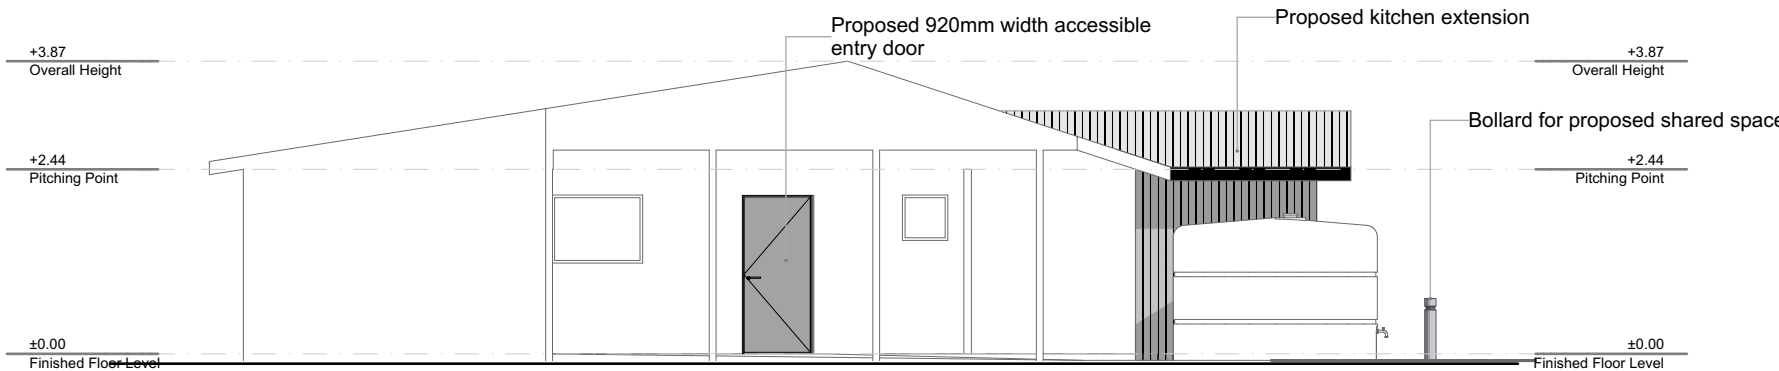 Proposed 920mm width accessible
entry door
Proposed kitchen extension
+3.87
Overall Height
+3.87
Overall Height
Bollard for proposed shared space
+2.44
Pitching Point
+2.44
Pitching Point
±0.00
Finished Floor Level
±0.00
Finished Floor Level